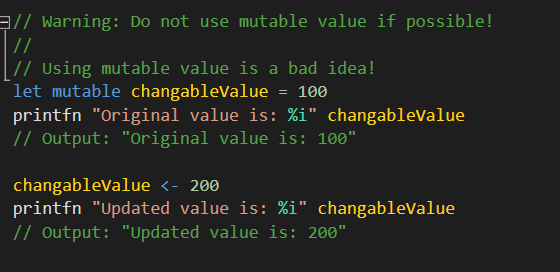 // Warning: Do not use mutable value if possible!
//
// Using mutable value is a bad idea!
let mutable changableValue = 100
printfn "Original value is: %i" changableValue
// Output: "Original value is: 100"
changableValue <- 200
printfn "Updated value is: %i" changableValue
// Output: "Updated value is: 200"